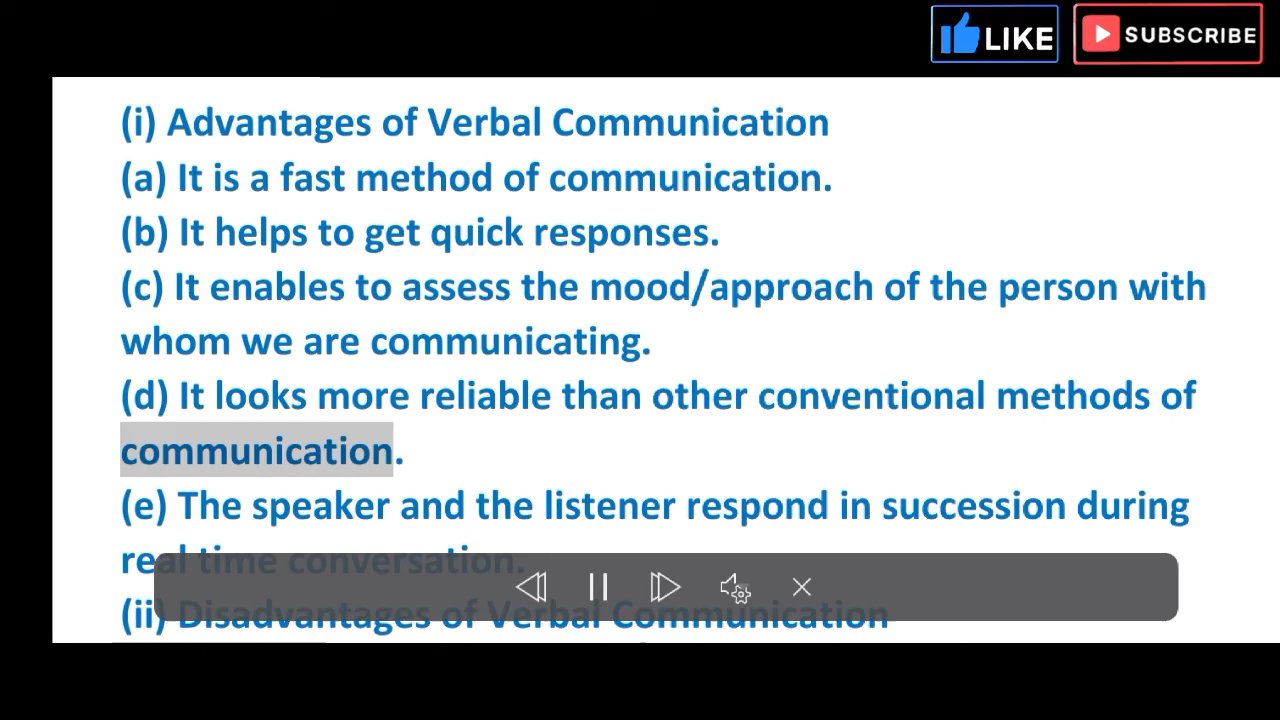 LIKE SUBSCRIBE
(i) Advantages of Verbal Communication
(a) It is a fast method of communication.
(b) It helps to get quick responses.
(c) It enables to assess the mood/approach of the person with
whom we are communicating.
(d) It looks more reliable than other conventional methods of
communication.
(e) The speaker and the listener respond in succession during
real time conversation.
(ii) Disadvantages of Verbal Communication